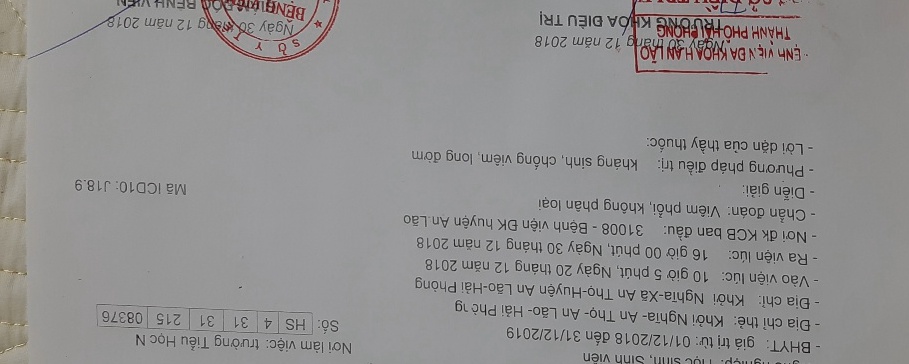 Học sinh, Sinh viên
Nơi làm việc: trường Tiểu Học N
- BHYT: giá trị từ: 01/12/2018 đến 31/12/2019
Số: HS 4 31 31 215 08376
- Địa chỉ thẻ: Khởi Nghĩa- An Thọ- An Lão- Hải Phòng
- Địa chỉ: Khởi Nghĩa-Xã An Thọ-Huyện An Lão-Hải Phòng
- Vào viện lúc: 10 giờ 5 phút, Ngày 20 tháng 12 năm 2018
- Ra viện lúc: 16 giờ 00 phút, Ngày 30 tháng 12 năm 2018
- Nơi đk KCB ban đầu: 31008 - Bệnh viện ĐK huyện An Lão
- Chẩn đoán: Viêm phổi, không phân loại
- Diễn giải:
Mã ICD10: J18.9
- Phương pháp điều trị: kháng sinh, chống viêm, long đờm
- Lời dặn của thầy thuốc:
BỆNH VIỆN ĐA KHOA H.AN LÃO
Ngày 30 tháng 12 năm 2018
THÀNH PHỐ HẢI PHÒNG
TRƯỞNG KHOA ĐIỀU TRỊ
SỞ Y T
Ngày 30 tháng 12 năm 2018
BỆNH
BỆNH VIỆN